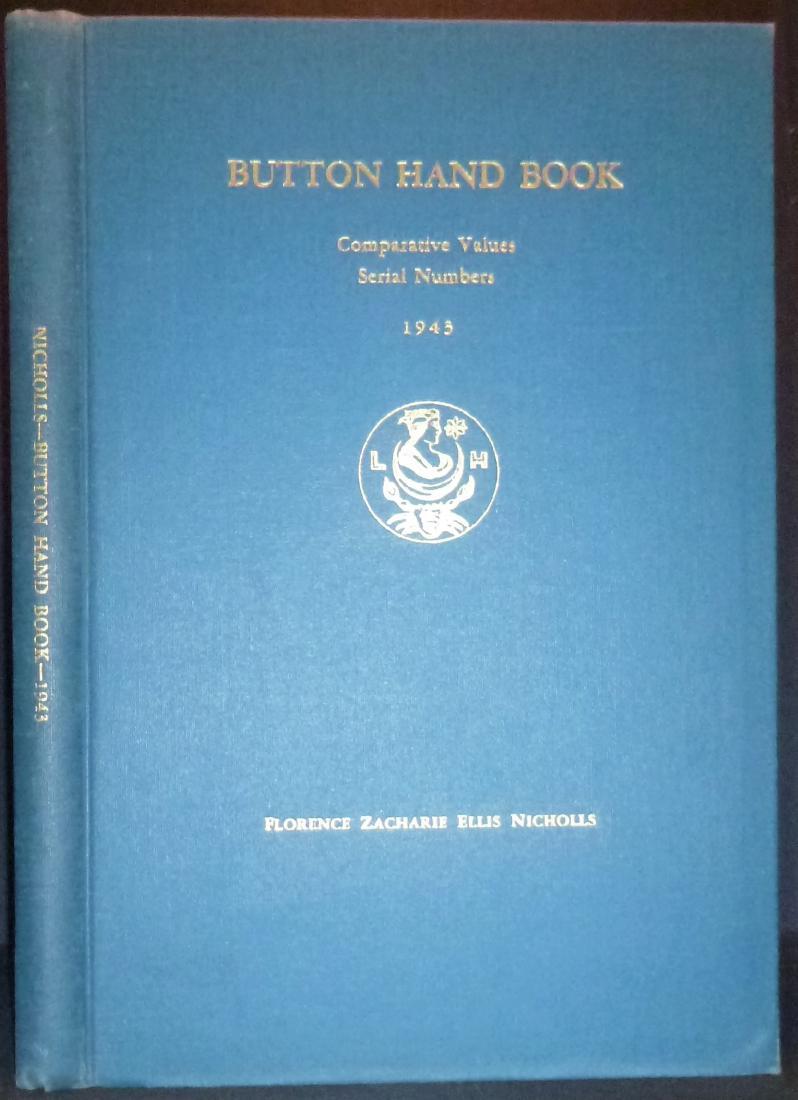 BUTTON HAND BOOK
Comparative Values
Serial Numbers
1943
L H
FLORENCE ZACHARIE ELLIS NICHOLLS
NICHOLLS—BUTTON HAND BOOK—1943